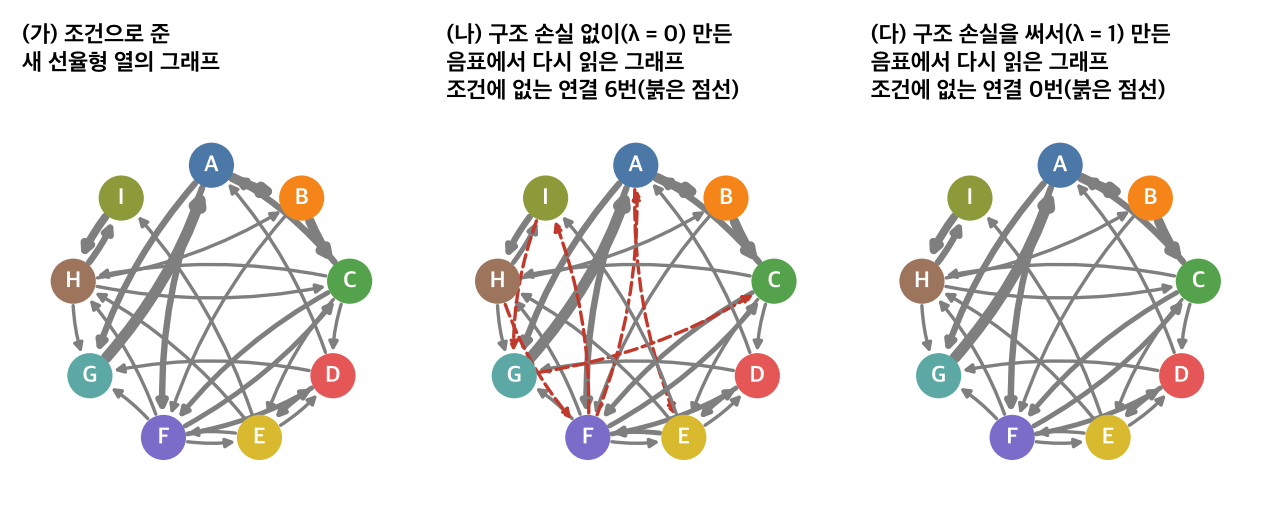 (가) 조건으로 준
새 선율형 열의 그래프
(나) 구조 손실 없이(λ = 0) 만든
음표에서 다시 읽은 그래프
조건에 없는 연결 6번(붉은 점선)
(다) 구조 손실을 써서(λ = 1) 만든
음표에서 다시 읽은 그래프
조건에 없는 연결 0번(붉은 점선)
A
I
B
H
C
G
D
F
E
A
I
B
H
C
G
D
F
E
A
I
B
H
C
G
D
F
E